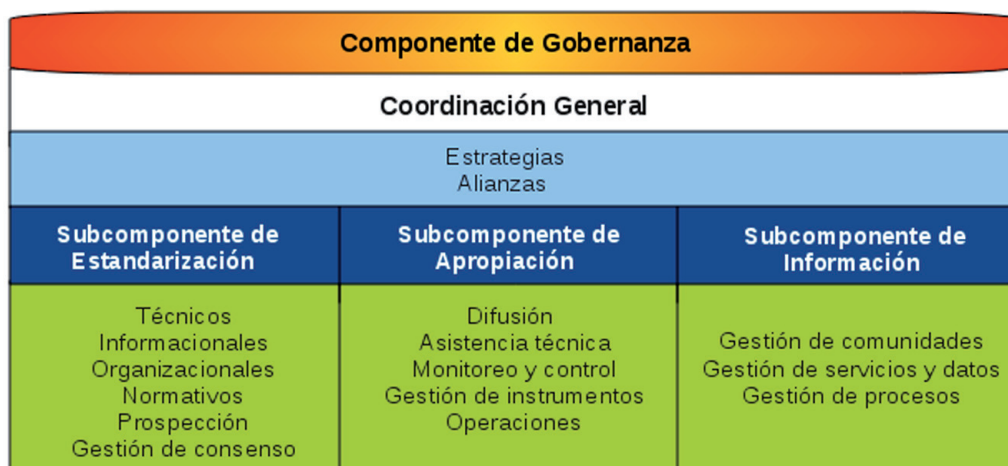 Componente de Gobernanza
Coordinación General
Estrategias
Alianzas
Subcomponente de
Estandarización
Subcomponente de
Apropiación
Subcomponente de
Información
Técnicos
Informacionales
Organizacionales
Normativos
Prospección
Gestión de consenso
Difusión
Asistencia técnica
Monitoreo y control
Gestión de instrumentos
Operaciones
Gestión de comunidades
Gestión de servicios y datos
Gestión de procesos